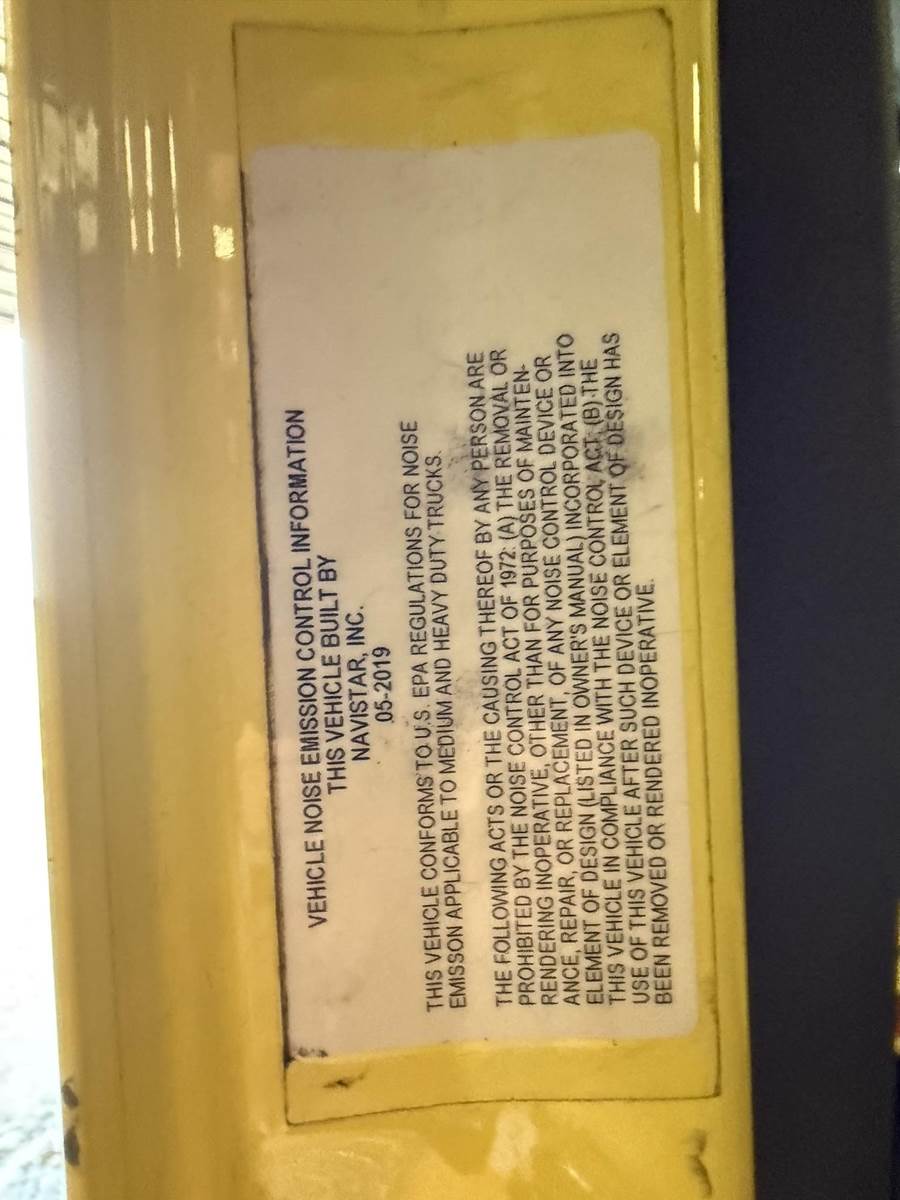 VEHICLE NOISE EMISSION CONTROL INFORMATION
THIS VEHICLE BUILT BY
NAVISTAR, INC.
05-2019
THIS VEHICLE CONFORMS TO U.S. EPA REGULATIONS FOR NOISE
EMISSON APPLICABLE TO MEDIUM AND HEAVY DUTY TRUCKS.
THE FOLLOWING ACTS OR THE CAUSING THEREOF BY ANY PERSON ARE
PROHIBITED BY THE NOISE CONTROL ACT OF 1972: (A) THE REMOVAL OR
RENDERING INOPERATIVE, OTHER THAN FOR PURPOSES OF MAINTEN-
ANCE, REPAIR, OR REPLACEMENT, OF ANY NOISE CONTROL DEVICE OR
ELEMENT OF DESIGN (LISTED IN OWNER'S MANUAL) INCORPORATED INTO
THIS VEHICLE IN COMPLIANCE WITH THE NOISE CONTROL ACT; (B) THE
USE OF THIS VEHICLE AFTER SUCH DEVICE OR ELEMENT OF DESIGN HAS
BEEN REMOVED OR RENDERED INOPERATIVE.